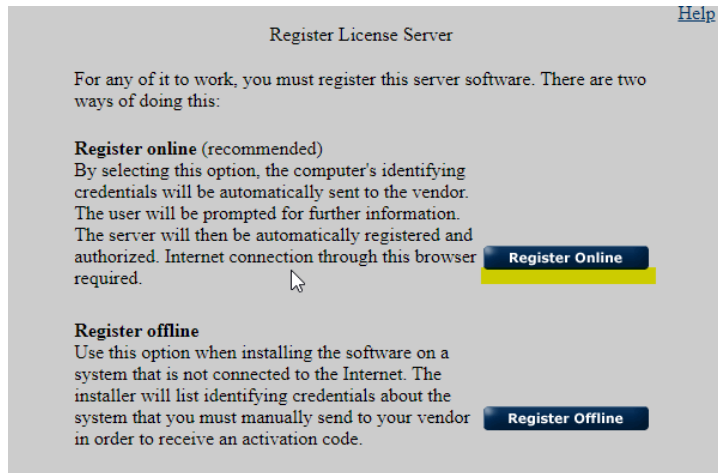 Help
Register License Server
For any of it to work, you must register this server software. There are two
ways of doing this:
Register online (recommended)
By selecting this option, the computer's identifying
credentials will be automatically sent to the vendor.
The user will be prompted for further information.
The server will then be automatically registered and
authorized. Internet connection through this browser
required.
Register Online
Register offline
Use this option when installing the software on a
system that is not connected to the Internet. The
installer will list identifying credentials about the
system that you must manually send to your vendor
in order to receive an activation code.
Register Offline